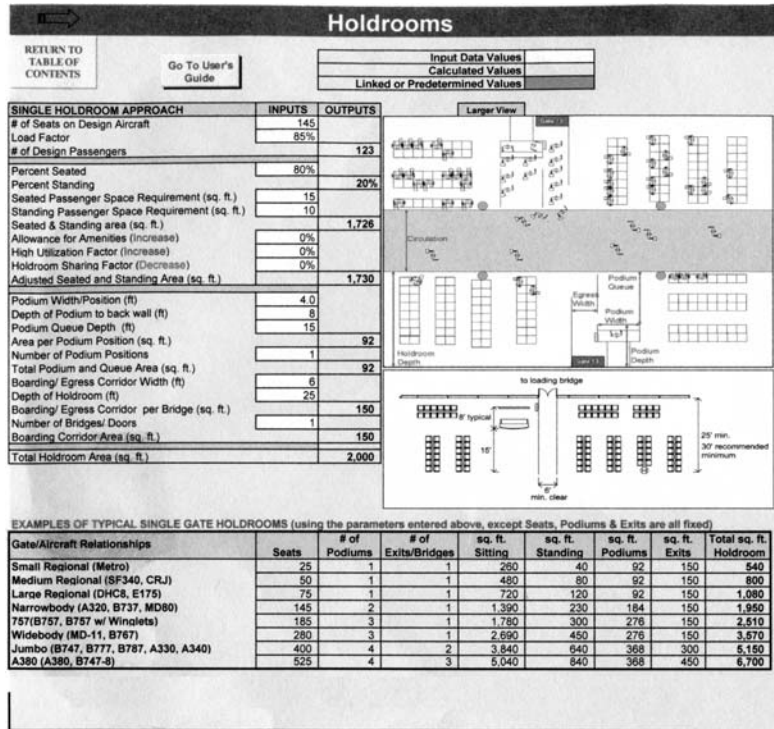 Holdrooms
RETURN TO
TABLE OF
CONTENTS
Go To User's
Guide
Input Data Values
Calculated Values
Linked or Predetermined Values
SINGLE HOLDROOM APPROACH INPUTS OUTPUTS
# of Seats on Design Aircraft 145
Load Factor 85%
# of Design Passengers 123
Percent Seated 80%
Percent Standing 20%
Seated Passenger Space Requirement (sq. ft.) 15
Standing Passenger Space Requirement (sq. ft.) 10
Seated & Standing area (sq. ft.) 1,726
Allowance for Amenities (Increase) 0%
High Utilization Factor (Increase) 0%
Holdroom Sharing Factor (Decrease) 0%
Adjusted Seated and Standing Area (sq. ft.) 1,730
Podium Width/Position (ft) 4.0
Depth of Podium to back wall (ft) 8
Podium Queue Depth (ft) 15
Area per Podium Position (sq. ft.) 92
Number of Podium Positions 1
Total Podium and Queue Area (sq. ft.) 92
Boarding/ Egress Corridor Width (ft) 6
Depth of Holdroom (ft) 25
Boarding/ Egress Corridor per Bridge (sq. ft.) 150
Number of Bridges/ Doors 1
Boarding Corridor Area (sq. ft.) 150
Total Holdroom Area (sq. ft.) 2,000
Larger View
Circulation
Podium
Queue
Egress
Width
Podium
Width
Holdroom
Depth
Podium
Depth
to loading bridge
8' typical
15'
25' min.
30' recommended
minimum
6'
min. clear
EXAMPLES OF TYPICAL SINGLE GATE HOLDROOMS (using the parameters entered above, except Seats, Podiums & Exits are all fixed)
Gate/Aircraft Relationships Seats # of Podiums # of Exits/Bridges sq. ft. Sitting sq. ft. Standing sq. ft. Podiums sq. ft. Exits Total sq. ft. Holdroom
Small Regional (Metro) 25 1 1 260 40 92 150 540
Medium Regional (SF340, CRJ) 50 1 1 480 80 92 150 800
Large Regional (DHC8, E175) 75 1 1 720 120 92 150 1,080
Narrowbody (A320, B737, MD80) 145 2 1 1,390 230 184 150 1,950
757(B757, B757 w/ Winglets) 185 3 1 1,780 300 276 150 2,510
Widebody (MD-11, B767) 280 3 1 2,690 450 276 150 3,570
Jumbo (B747, B777, B787, A330, A340) 400 4 2 3,840 640 368 300 5,150
A380 (A380, B747-8) 525 4 3 5,040 840 368 450 6,700